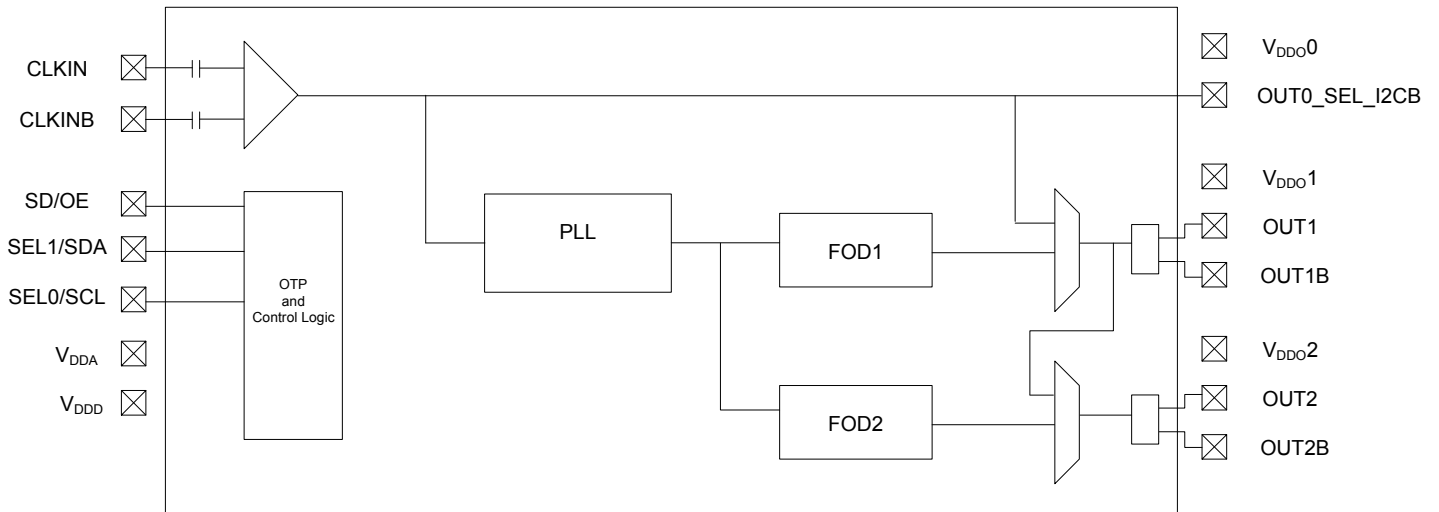 CLKIN
CLKINB
SD/OE
SEL1/SDA
SEL0/SCL
VDDA
VDDD
OTP
and
Control Logic
PLL
FOD1
FOD2
VDDO0
OUT0_SEL_I2CB
VDDO1
OUT1
OUT1B
VDDO2
OUT2
OUT2B